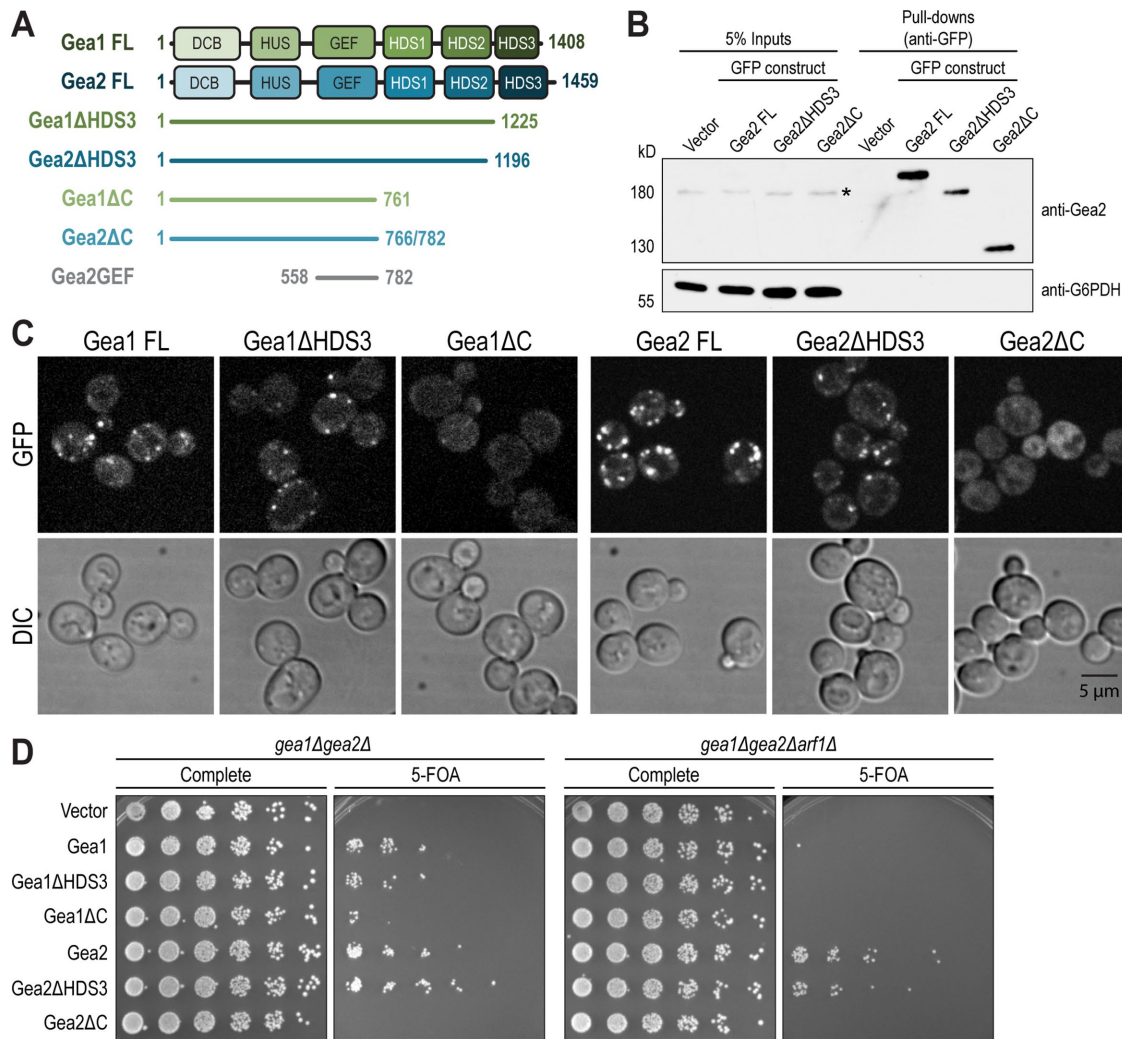 A
Gea1 FL 1 DCB HUS GEF HDS1 HDS2 HDS3 1408
Gea2 FL 1 DCB HUS GEF HDS1 HDS2 HDS3 1459
Gea1ΔHDS3 1 1225
Gea2ΔHDS3 1 1196
Gea1ΔC 1 761
Gea2ΔC 1 766/782
Gea2GEF 558 782
B
Pull-downs
5% Inputs (anti-GFP)
GFP construct GFP construct
Vector Gea2 FL Gea2ΔHDS3 Gea2ΔC Vector Gea2 FL Gea2ΔHDS3 Gea2ΔC
kD
180 *
anti-Gea2
130
anti-G6PDH
55
C
Gea1 FL Gea1ΔHDS3 Gea1ΔC Gea2 FL Gea2ΔHDS3 Gea2ΔC
GFP
DIC
5 μm
D
gea1Δgea2Δ gea1Δgea2Δarf1Δ
Complete 5-FOA Complete 5-FOA
Vector
Gea1
Gea1ΔHDS3
Gea1ΔC
Gea2
Gea2ΔHDS3
Gea2ΔC